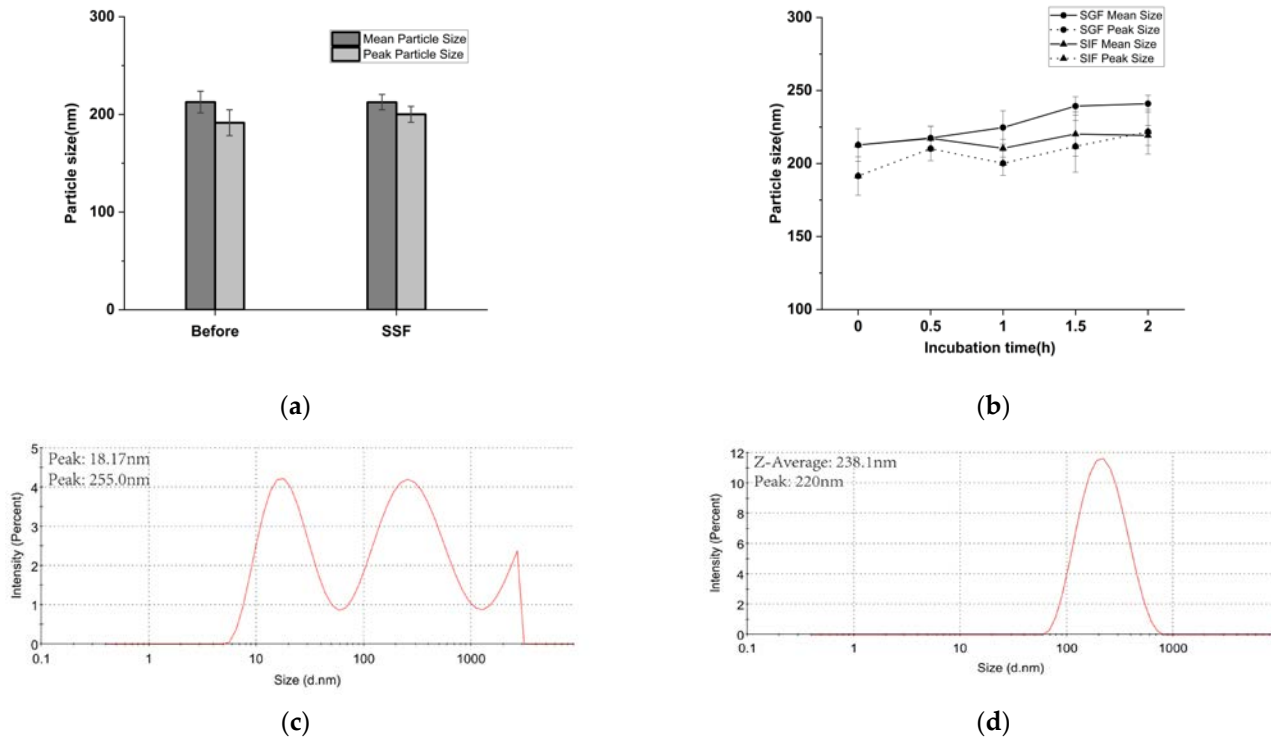 300
200
100
0
Particle size(nm)
Mean Particle Size
Peak Particle Size
Before
SSF
(a)
300
250
200
150
100
Particle size(nm)
SGF Mean Size
SGF Peak Size
SIF Mean Size
SIF Peak Size
0
0.5
1
1.5
2
Incubation time(h)
(b)
Peak: 18.17nm
Peak: 255.0nm
5
4
3
2
1
0
Intensity (Percent)
0.1
1
10
100
1000
Size (d.nm)
(c)
Z-Average: 238.1nm
Peak: 220nm
12
10
8
6
4
2
0
Intensity (Percent)
0.1
1
10
100
1000
Size (d.nm)
(d)